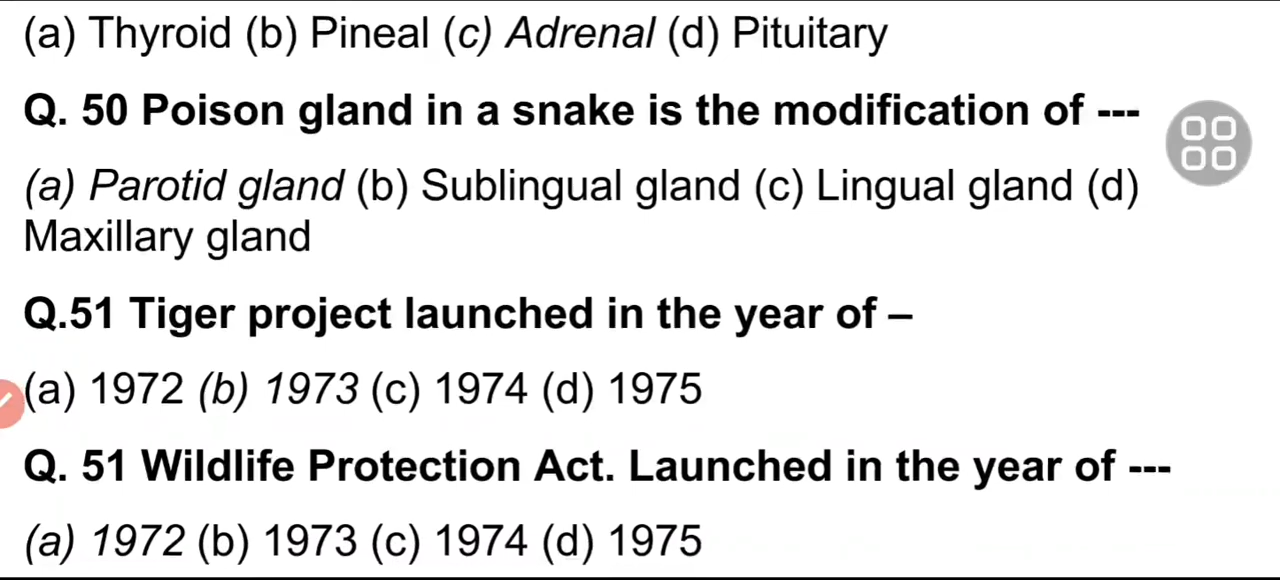 (a) Thyroid (b) Pineal (c) Adrenal (d) Pituitary
Q. 50 Poison gland in a snake is the modification of ---
(a) Parotid gland (b) Sublingual gland (c) Lingual gland (d)
Maxillary gland
Q.51 Tiger project launched in the year of –
(a) 1972 (b) 1973 (c) 1974 (d) 1975
Q. 51 Wildlife Protection Act. Launched in the year of ---
(a) 1972 (b) 1973 (c) 1974 (d) 1975